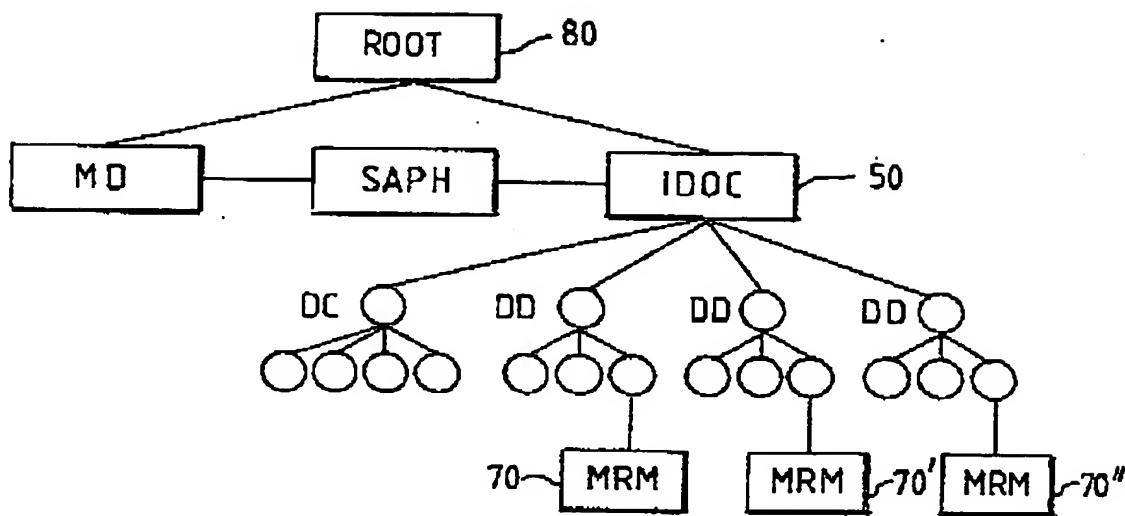 ROOT 80
MD SAPH IDOC 50
DC DD DD DD
70 MRM MRM 70' MRM 70"